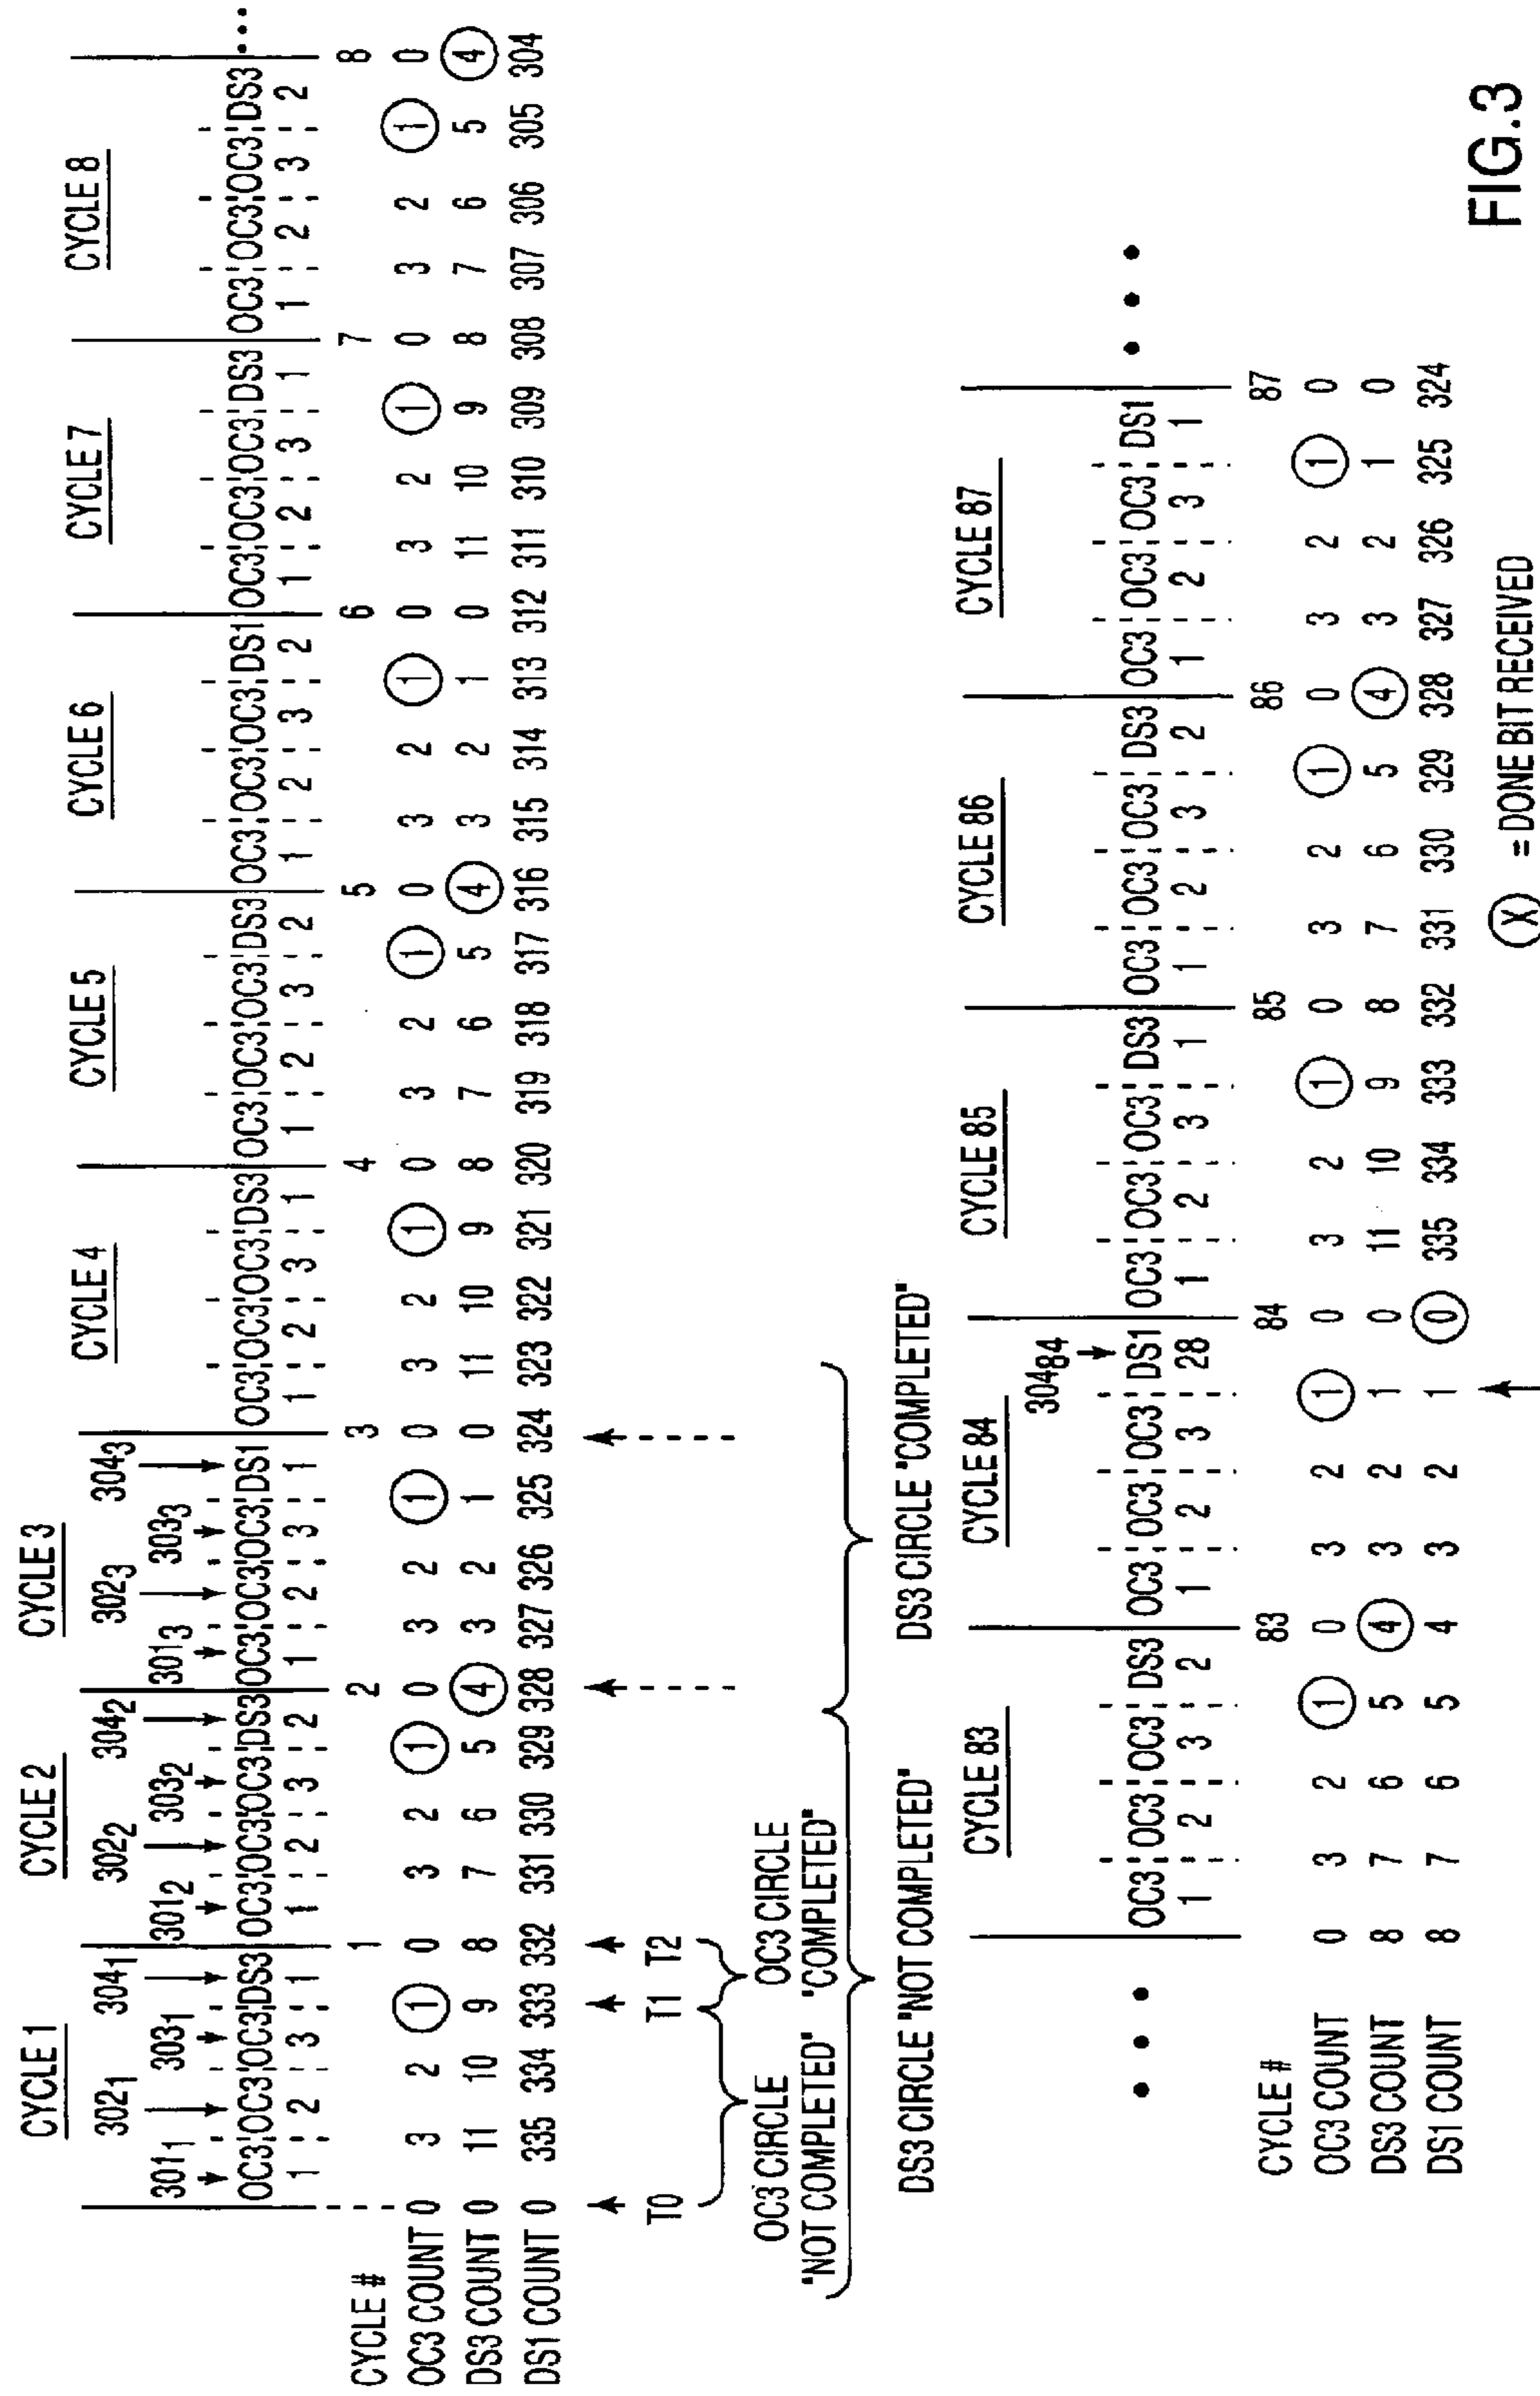 CYCLE 1 CYCLE 2 CYCLE 3 CYCLE 4 CYCLE 5 CYCLE 6 CYCLE 7 CYCLE 8
3011 3021 3031 3041 3012 3022 3032 3042 3013 3023 3033 3043
OC3 OC3 OC3 DS3 OC3 OC3 OC3 DS3 OC3 OC3 OC3 DS1 OC3 OC3 OC3 DS3 OC3 OC3 OC3 DS3 OC3 OC3 OC3 DS1 OC3 OC3 OC3 DS3 OC3 OC3 OC3 DS3 •••
1 2 3 1 1 2 3 2 1 2 3 1 1 2 3 1 1 2 3 2 1 2 3 2 1 2 3 1 1 2 3 2
CYCLE # 1 2 3 4 5 6 7 8
OC3 COUNT 0 3 2 1 0 3 2 1 0 3 2 1 0 3 2 1 0 3 2 1 0 3 2 1 0 3 2 1 0 3 2 1 0
DS3 COUNT 0 11 10 9 8 7 6 5 4 3 2 1 0 11 10 9 8 7 6 5 4 3 2 1 0 11 10 9 8 7 6 5 4
DS1 COUNT 0 335 334 333 332 331 330 329 328 327 326 325 324 323 322 321 320 319 318 317 316 315 314 313 312 311 310 309 308 307 306 305 304
T0 T1 T2
OC3 CIRCLE "NOT COMPLETED"
OC3 CIRCLE "COMPLETED"
DS3 CIRCLE "NOT COMPLETED" DS3 CIRCLE "COMPLETED"
CYCLE 83 CYCLE 84 CYCLE 85 CYCLE 86 CYCLE 87
30484
••• OC3 OC3 OC3 DS3 OC3 OC3 OC3 DS1 OC3 OC3 OC3 DS3 OC3 OC3 OC3 DS3 OC3 OC3 OC3 DS1 •••
1 2 3 2 1 2 3 28 1 2 3 1 1 2 3 2 1 2 3 1
CYCLE # 83 84 85 86 87
OC3 COUNT 0 3 2 1 0 3 2 1 0 3 2 1 0 3 2 1 0 3 2 1 0
DS3 COUNT 8 7 6 5 4 3 2 1 0 11 10 9 8 7 6 5 4 3 2 1 0
DS1 COUNT 8 7 6 5 4 3 2 1 0 335 334 333 332 331 330 329 328 327 326 325 324
X = DONE BIT RECEIVED
FIG.3